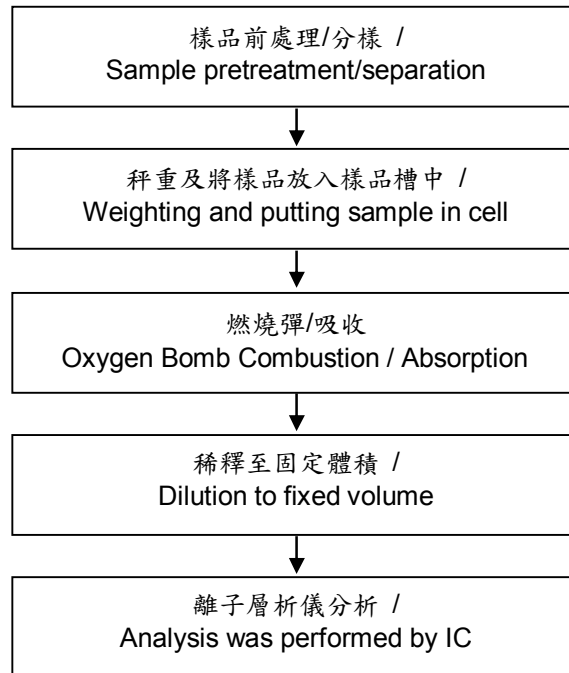 樣品前處理/分樣 /
Sample pretreatment/separation
秤重及將樣品放入樣品槽中 /
Weighting and putting sample in cell
燃燒彈/吸收
Oxygen Bomb Combustion / Absorption
稀釋至固定體積 /
Dilution to fixed volume
離子層析儀分析 /
Analysis was performed by IC